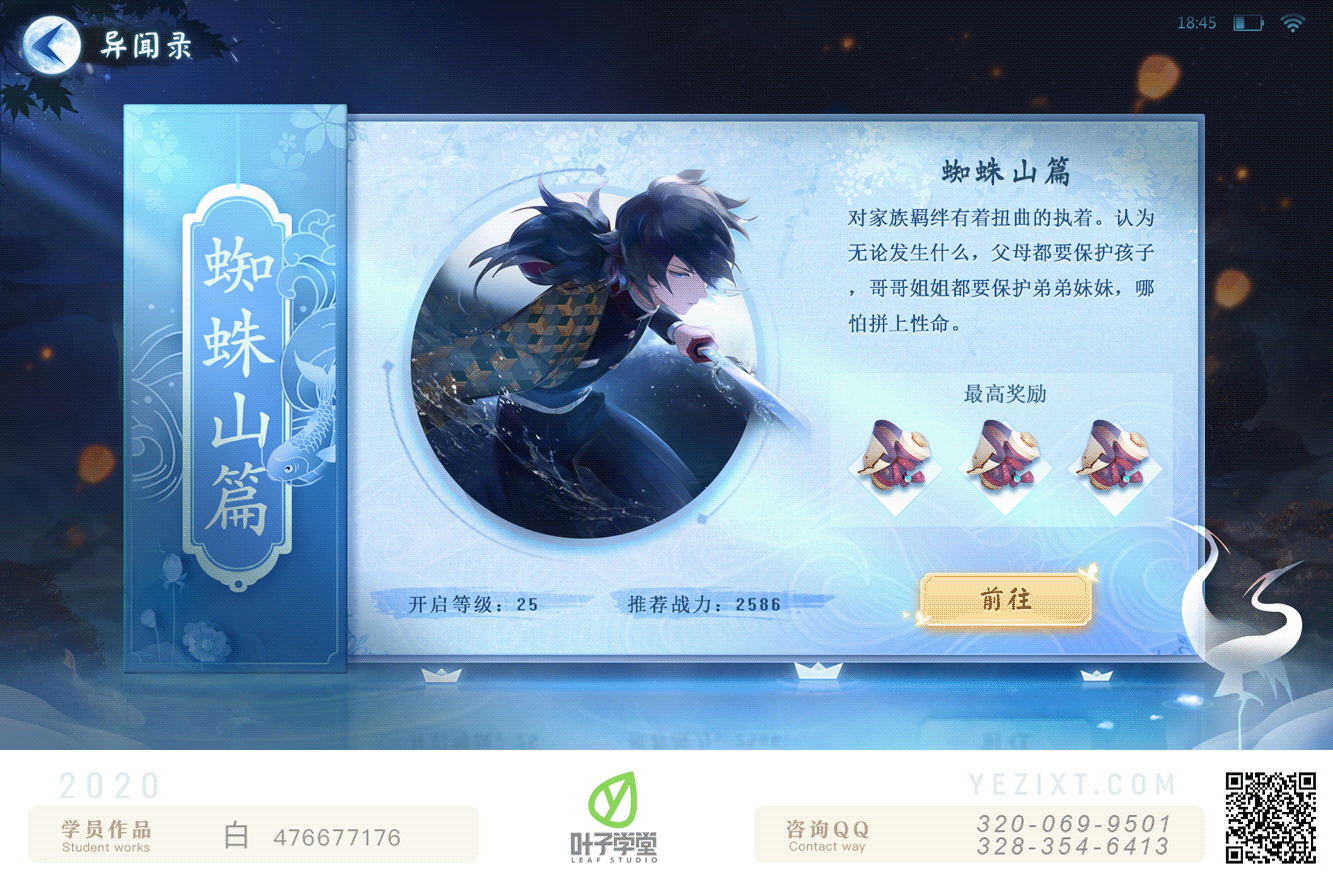 异闻录
18:45
蜘蛛山篇
蜘蛛山篇
对家族羁绊有着扭曲的执着。认为
无论发生什么，父母都要保护孩子
，哥哥姐姐都要保护弟弟妹妹，哪
怕拼上性命。
最高奖励
开启等级：25
推荐战力：2586
前往
2020
学员作品
Student works
白 476677176
叶子学堂
LEAF STUDIO
YEZIXT.COM
咨询QQ
Contact way
320-069-9501
328-354-6413